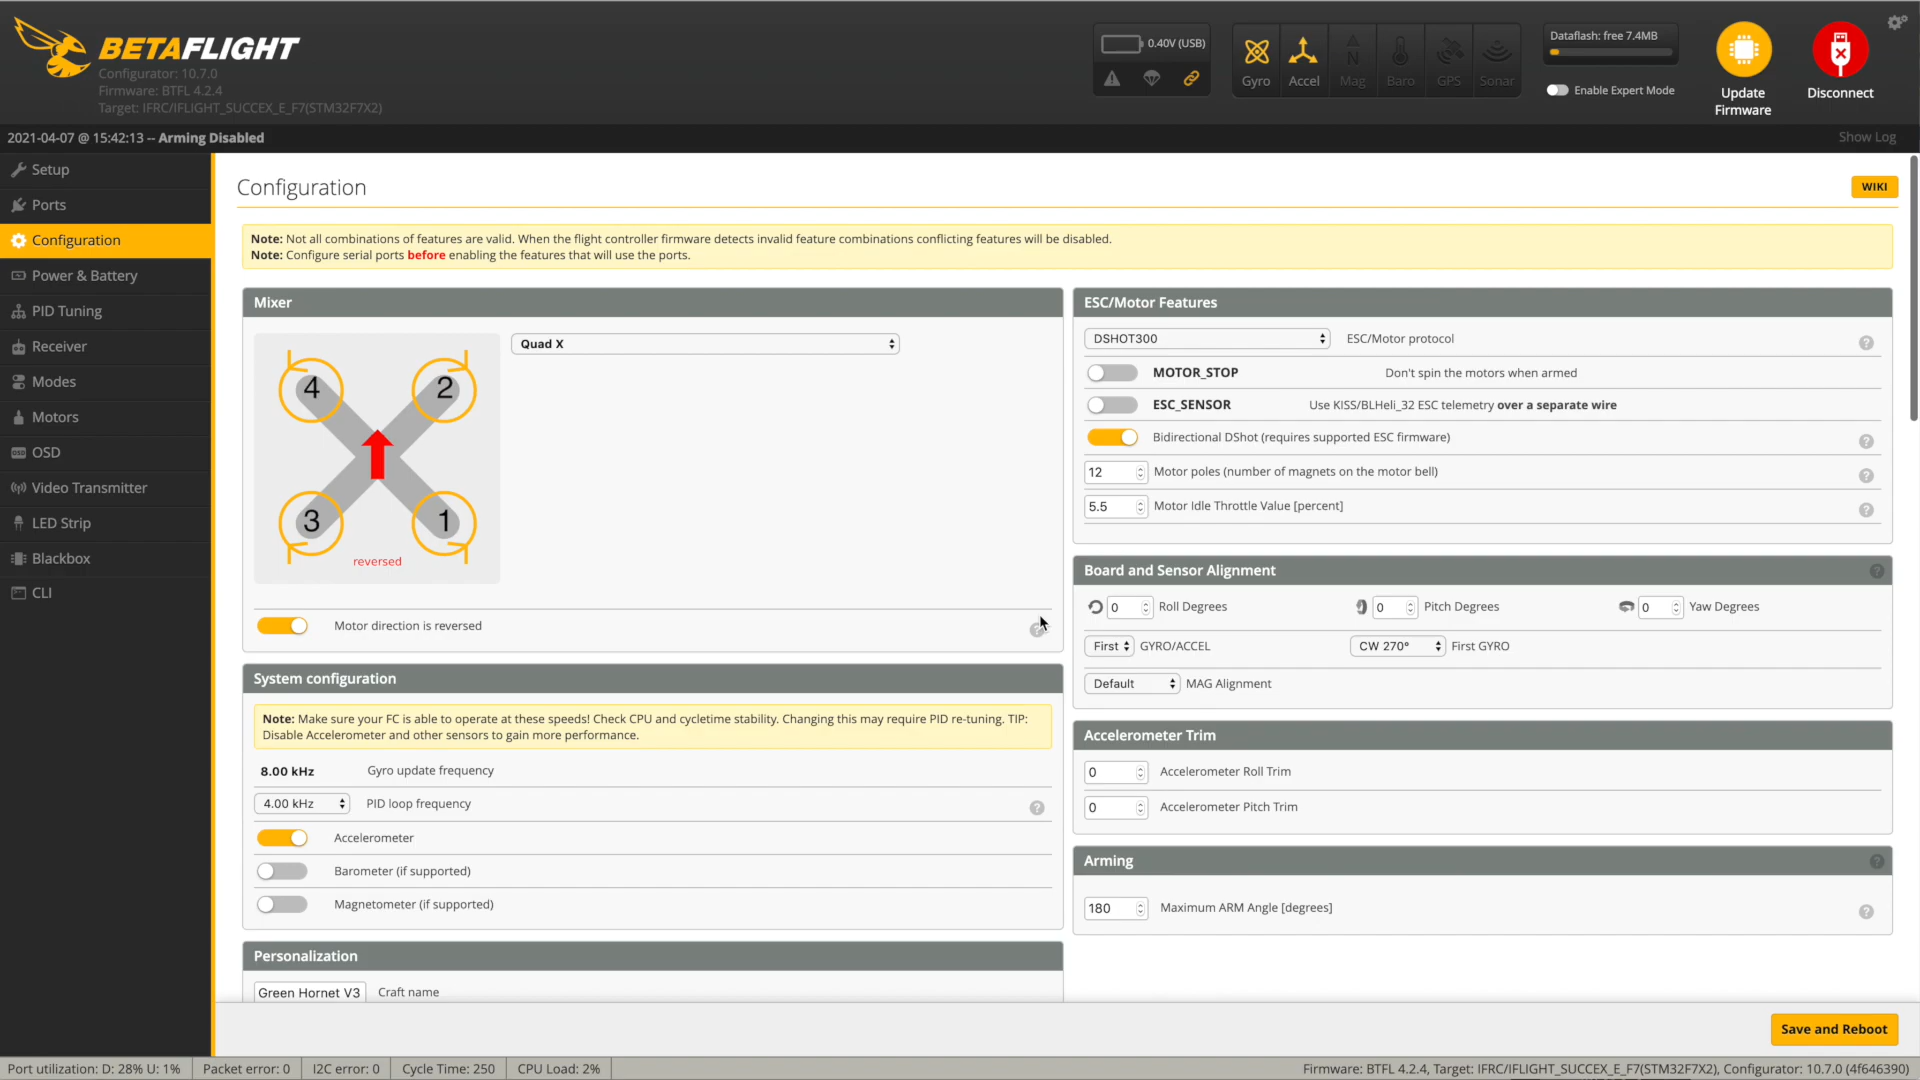 BETAFLIGHT
Configurator: 10.7.0
Firmware: BTFL 4.2.4
Target: IFRC/IFLIGHT_SUCCEX_E_F7(STM32F7X2)
0.40V (USB)
Gyro
Accel
Mag
Baro
GPS
Sonar
Dataflash: free 7.4MB
Enable Expert Mode
Update
Firmware
Disconnect
2021-04-07 @ 15:42:13 -- Arming Disabled
Show Log
Setup
Ports
Configuration
Power & Battery
PID Tuning
Receiver
Modes
Motors
OSD
Video Transmitter
LED Strip
Blackbox
CLI
Configuration
WIKI
Note: Not all combinations of features are valid. When the flight controller firmware detects invalid feature combinations conflicting features will be disabled.
Note: Configure serial ports before enabling the features that will use the ports.
Mixer
Quad X
4
2
3
1
reversed
Motor direction is reversed
System configuration
Note: Make sure your FC is able to operate at these speeds! Check CPU and cycletime stability. Changing this may require PID re-tuning. TIP:
Disable Accelerometer and other sensors to gain more performance.
8.00 kHz Gyro update frequency
4.00 kHz PID loop frequency
Accelerometer
Barometer (if supported)
Magnetometer (if supported)
Personalization
Green Hornet V3 Craft name
ESC/Motor Features
DSHOT300 ESC/Motor protocol
MOTOR_STOP Don't spin the motors when armed
ESC_SENSOR Use KISS/BLHeli_32 ESC telemetry over a separate wire
Bidirectional DShot (requires supported ESC firmware)
12 Motor poles (number of magnets on the motor bell)
5.5 Motor Idle Throttle Value [percent]
Board and Sensor Alignment
0 Roll Degrees 0 Pitch Degrees 0 Yaw Degrees
First GYRO/ACCEL CW 270° First GYRO
Default MAG Alignment
Accelerometer Trim
0 Accelerometer Roll Trim
0 Accelerometer Pitch Trim
Arming
180 Maximum ARM Angle [degrees]
Save and Reboot
Port utilization: D: 28% U: 1% Packet error: 0 I2C error: 0 Cycle Time: 250 CPU Load: 2% Firmware: BTFL 4.2.4, Target: IFRC/IFLIGHT_SUCCEX_E_F7(STM32F7X2), Configurator: 10.7.0 (4f646390)